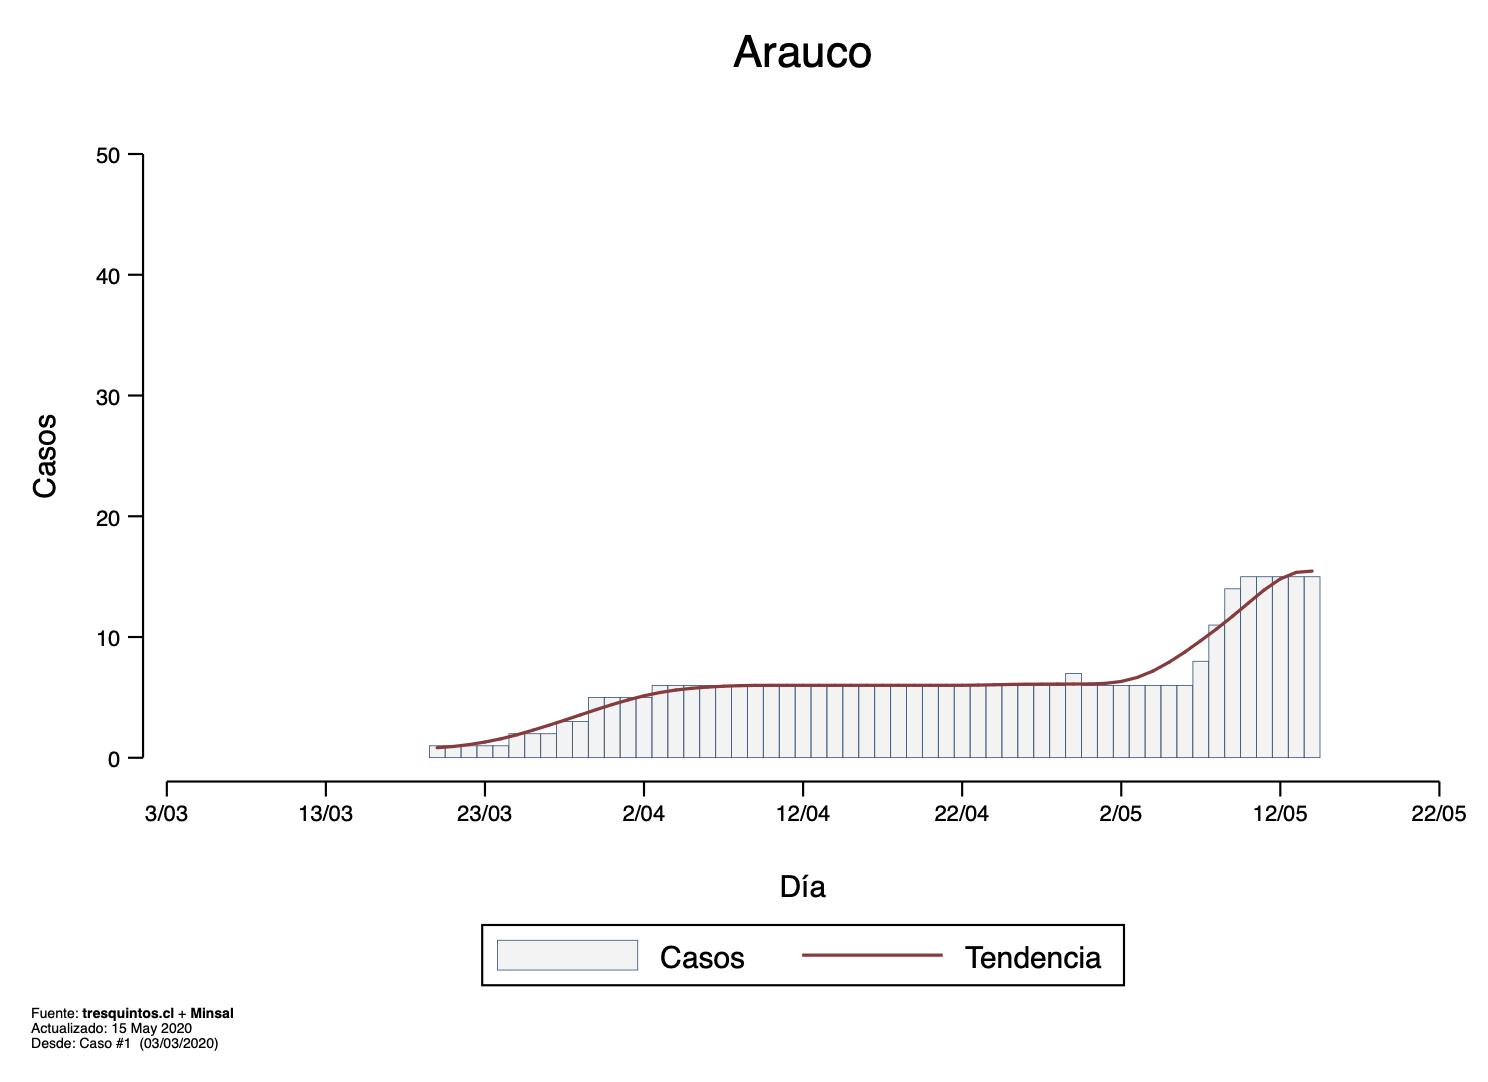 Arauco
50
40
30
20
10
0
Casos
3/03 13/03 23/03 2/04 12/04 22/04 2/05 12/05 22/05
Día
Casos Tendencia
Fuente: tresquintos.cl + Minsal
Actualizado: 15 May 2020
Desde: Caso #1 (03/03/2020)